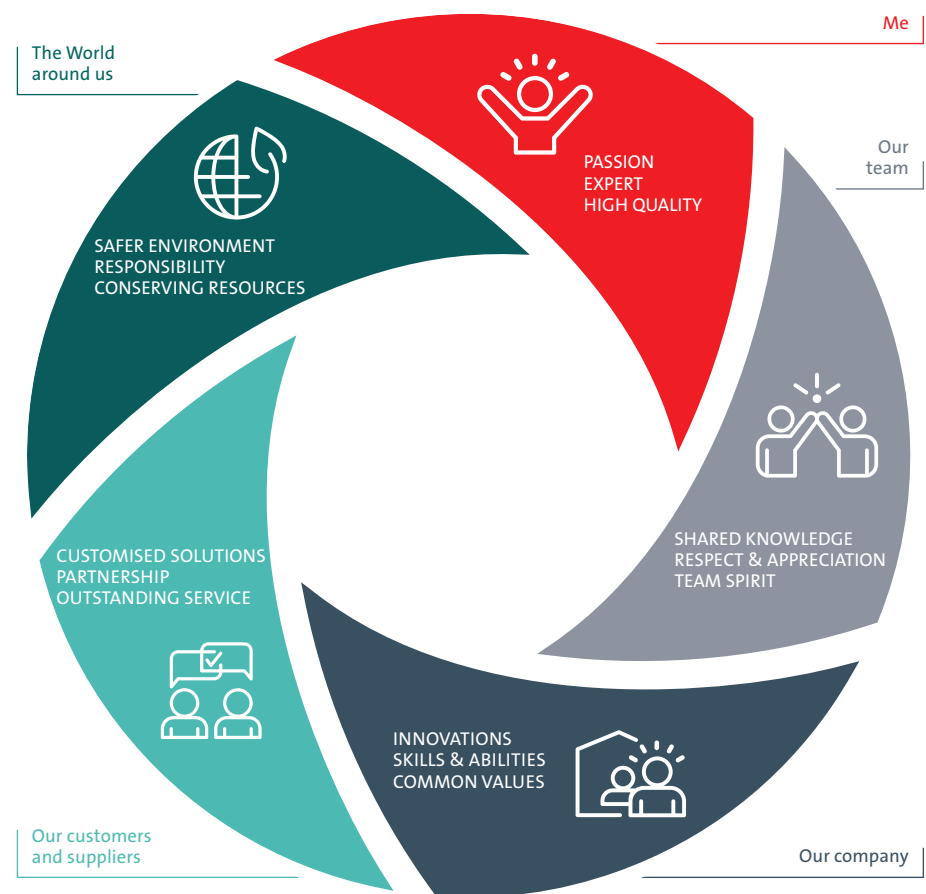 The World
around us
Me
Our
team
PASSION
EXPERT
HIGH QUALITY
SAFER ENVIRONMENT
RESPONSIBILITY
CONSERVING RESOURCES
SHARED KNOWLEDGE
RESPECT & APPRECIATION
TEAM SPIRIT
CUSTOMISED SOLUTIONS
PARTNERSHIP
OUTSTANDING SERVICE
INNOVATIONS
SKILLS & ABILITIES
COMMON VALUES
Our customers
and suppliers
Our company